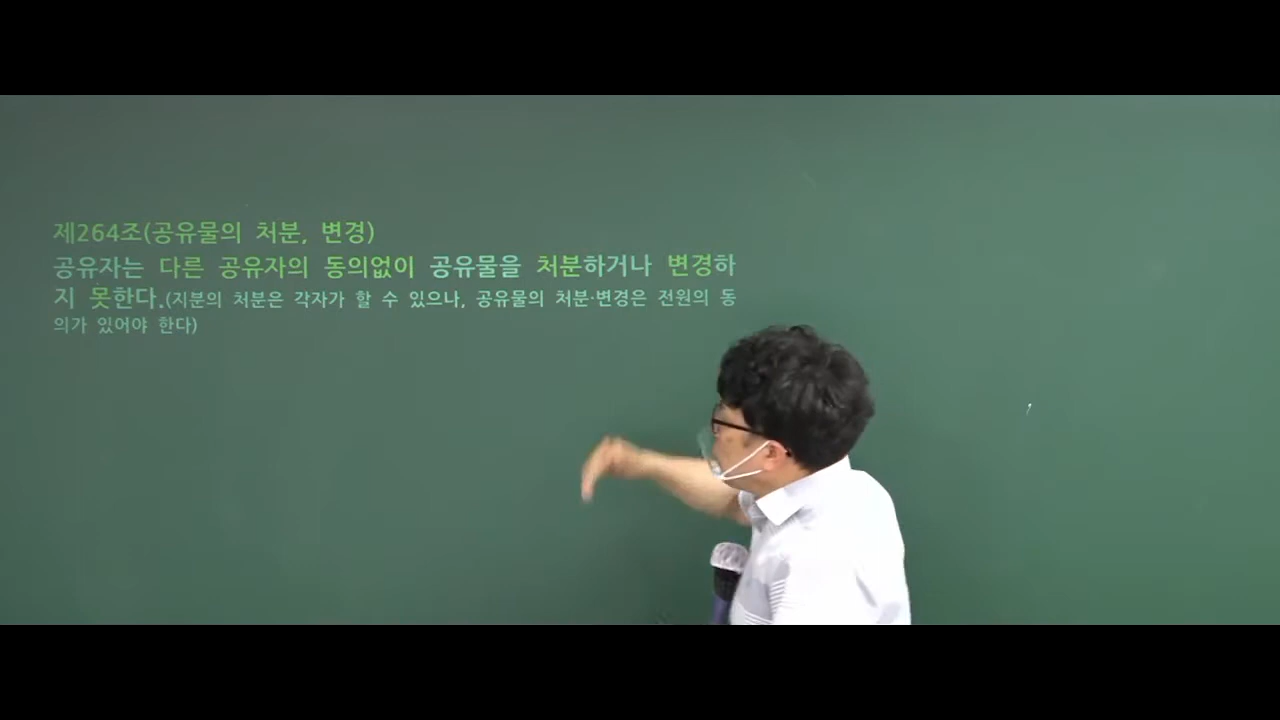 제264조(공유물의 처분, 변경)
공유자는 다른 공유자의 동의없이 공유물을 처분하거나 변경하
지 못한다.(지분의 처분은 각자가 할 수 있으나, 공유물의 처분·변경은 전원의 동
의가 있어야 한다)